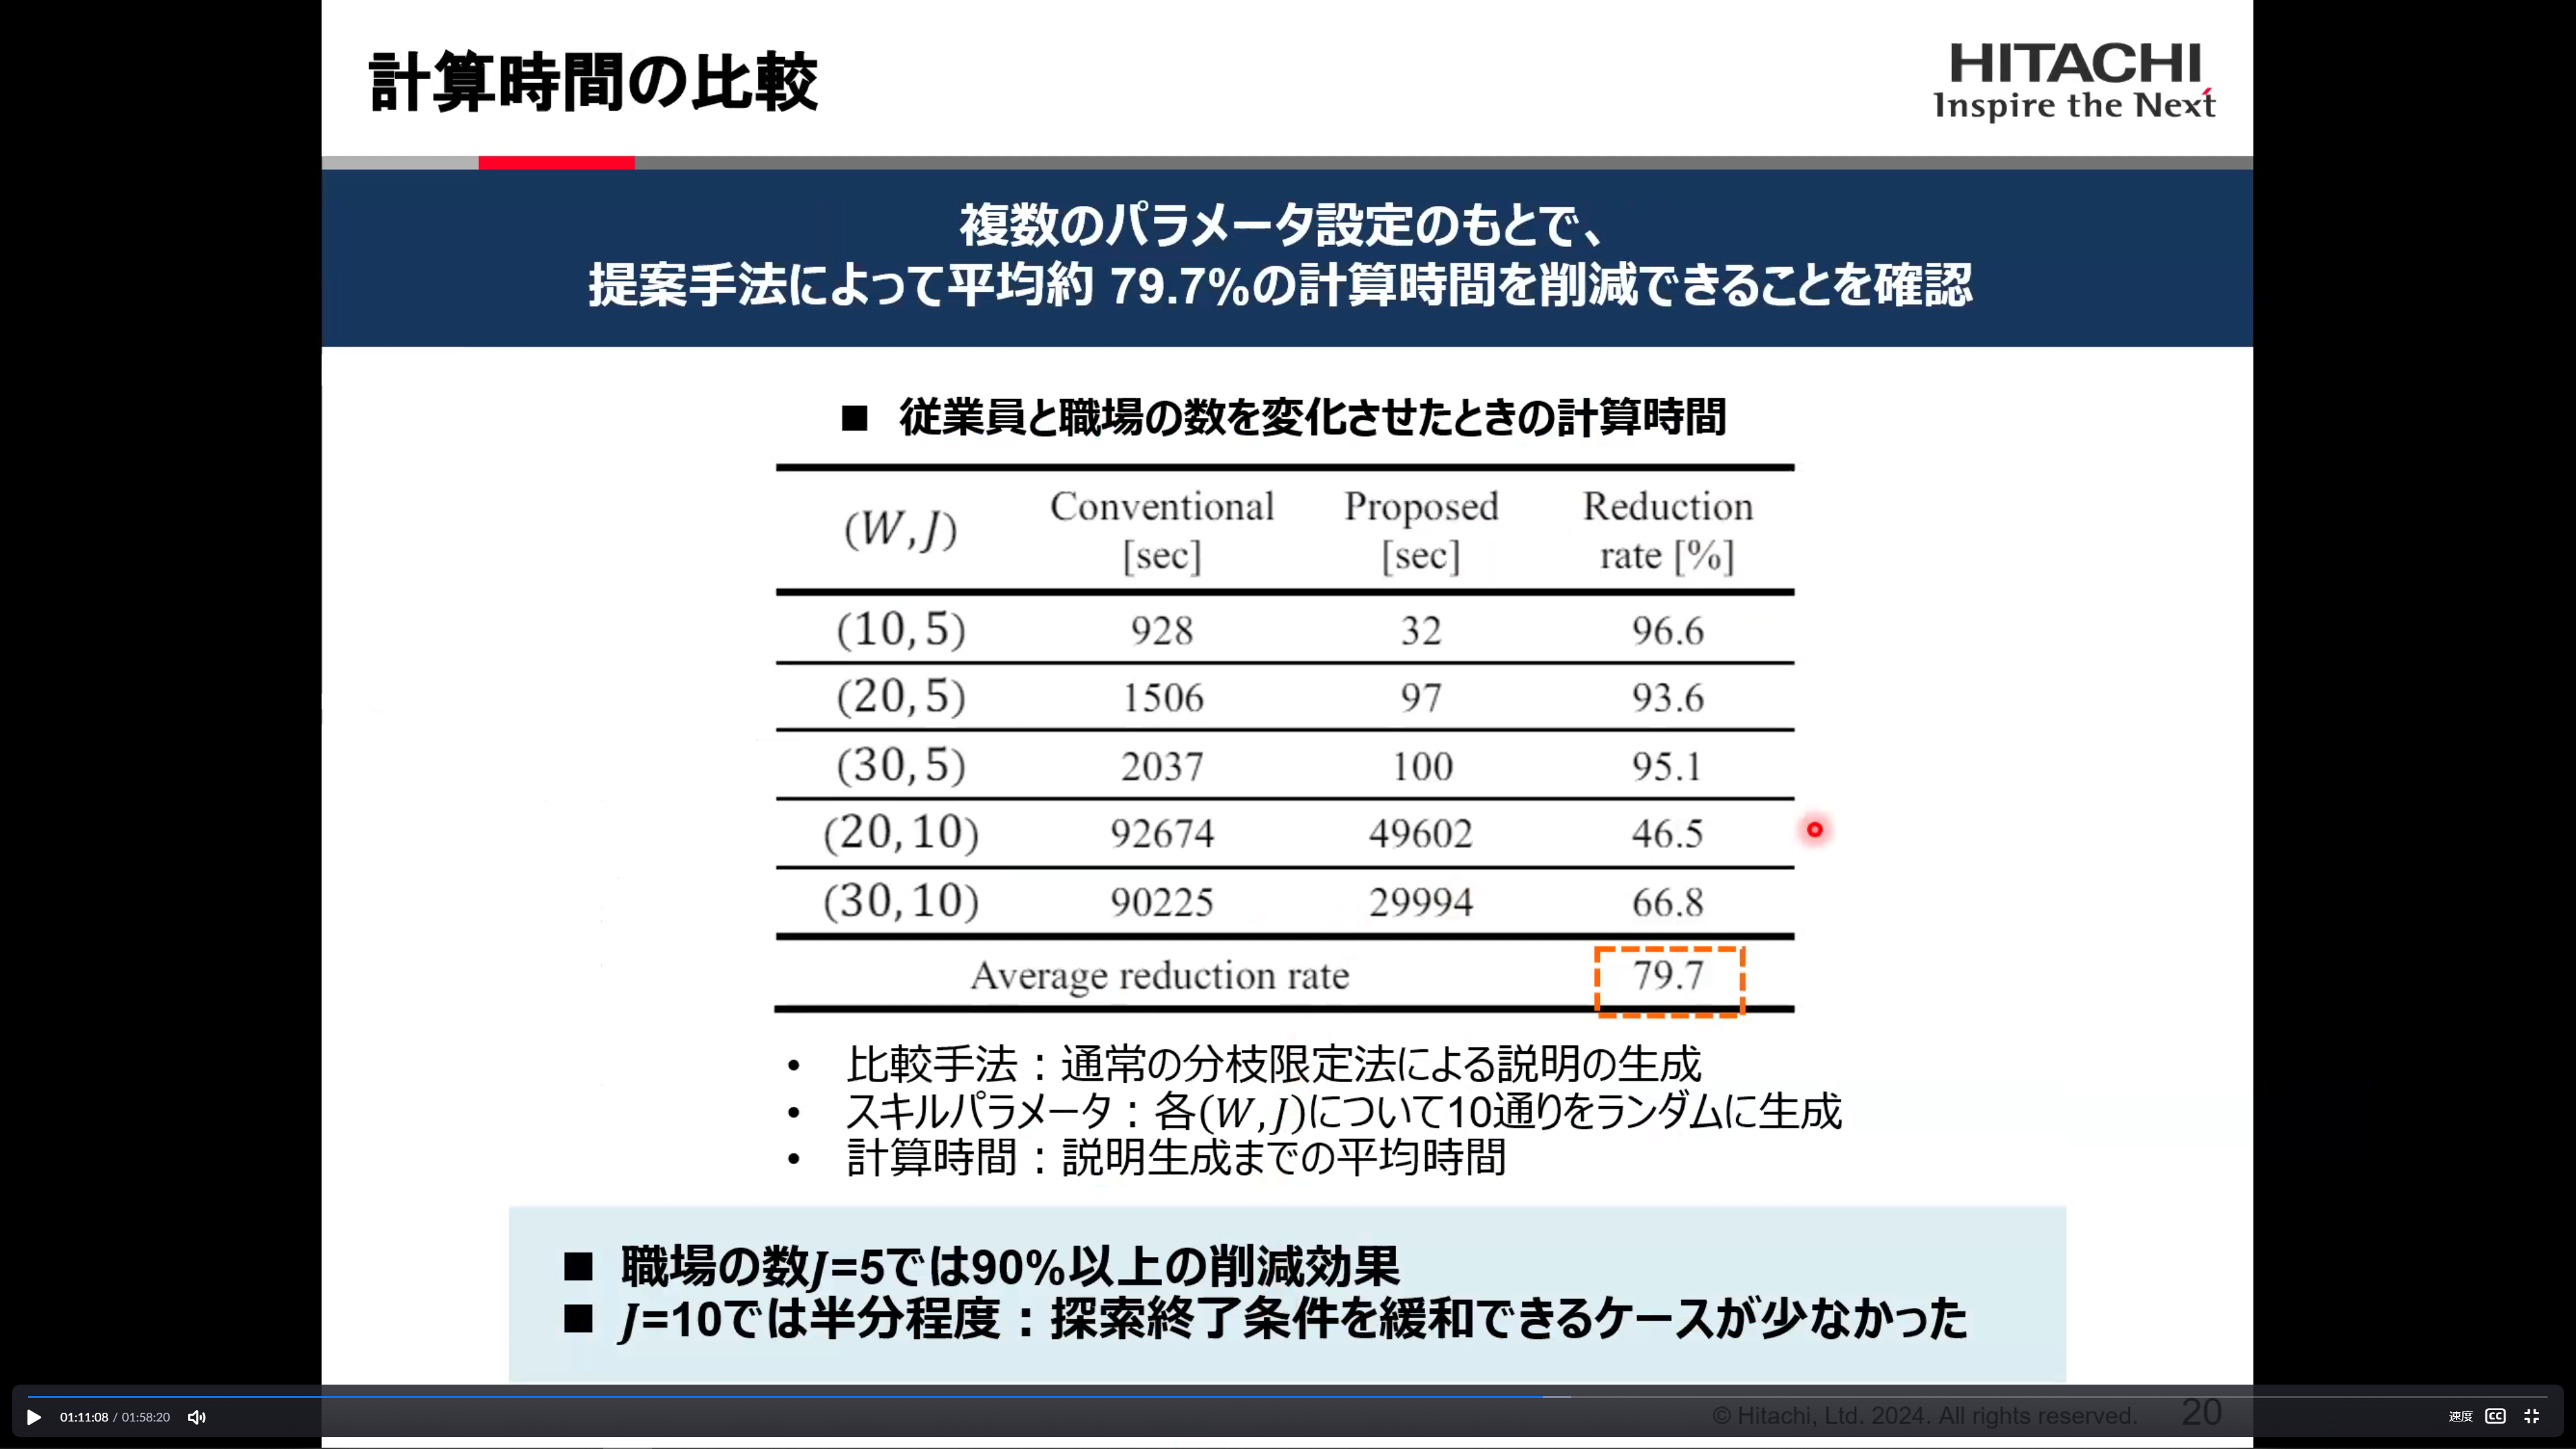 計算時間の比較
HITACHI
Inspire the Next
複数のパラメータ設定のもとで、
提案手法によって平均約 79.7%の計算時間を削減できることを確認
■ 従業員と職場の数を変化させたときの計算時間
(W,J) Conventional [sec] Proposed [sec] Reduction rate [%]
(10,5) 928 32 96.6
(20,5) 1506 97 93.6
(30,5) 2037 100 95.1
(20,10) 92674 49602 46.5
(30,10) 90225 29994 66.8
Average reduction rate 79.7
• 比較手法：通常の分枝限定法による説明の生成
• スキルパラメータ：各(W,J)について10通りをランダムに生成
• 計算時間：説明生成までの平均時間
■ 職場の数J=5では90%以上の削減効果
■ J=10では半分程度：探索終了条件を緩和できるケースが少なかった
© Hitachi, Ltd. 2024. All rights reserved. 20
01:11:08 / 01:58:20 速度 CC